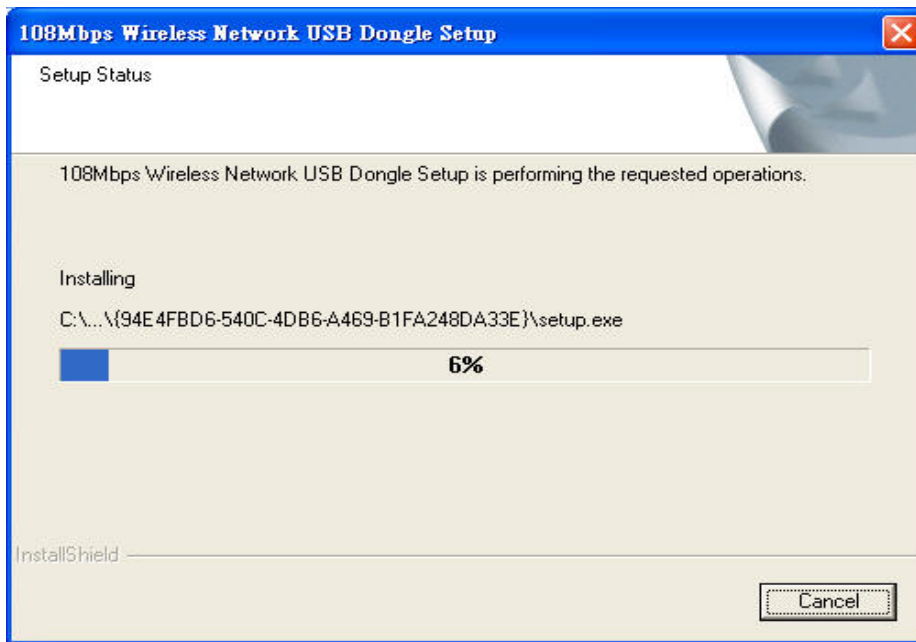 108Mbps Wireless Network USB Dongle Setup
Setup Status
108Mbps Wireless Network USB Dongle Setup is performing the requested operations.
Installing
C:\...\{94E4FBD6-540C-4DB6-A469-B1FA248DA33E}\setup.exe
6%
InstallShield
Cancel